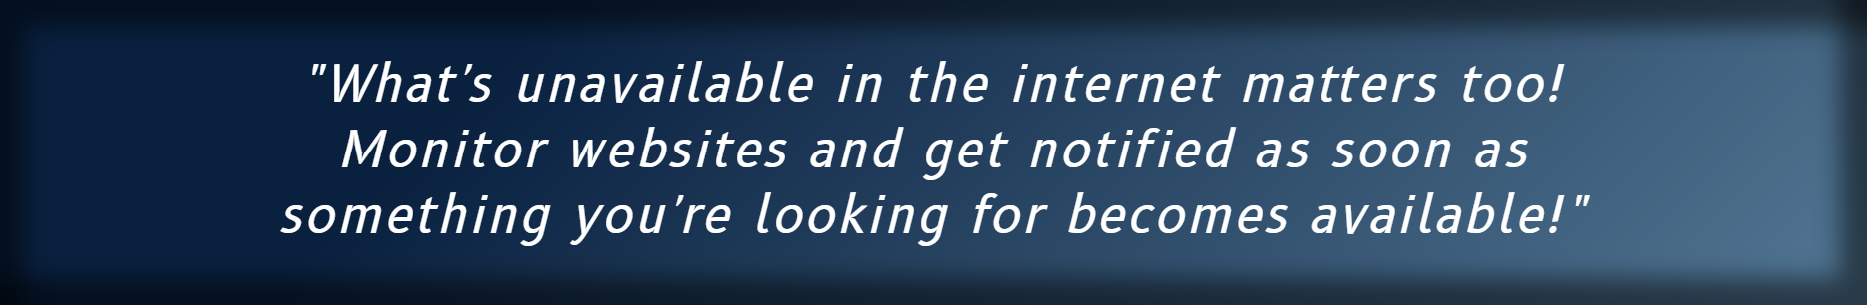 "What's unavailable in the internet matters too!
Monitor websites and get notified as soon as
something you're looking for becomes available!"